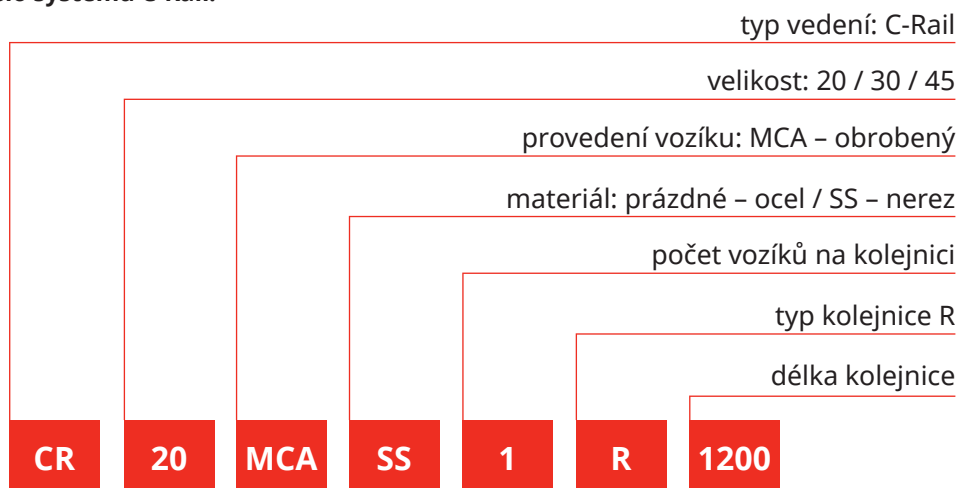 typ vedení: C-Rail
velikost: 20 / 30 / 45
provedení vozíku: MCA – obrobený
materiál: prázdné – ocel / SS – nerez
počet vozíků na kolejnici
typ kolejnice R
délka kolejnice
CR 20 MCA SS 1 R 1200